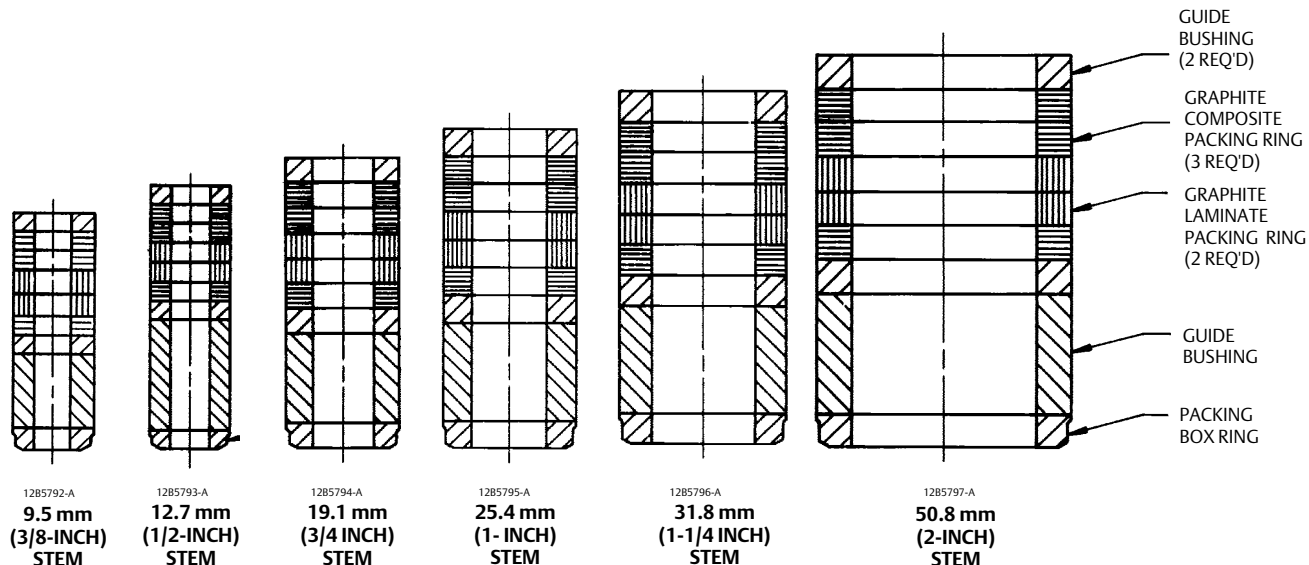 GUIDE
BUSHING
(2 REQ'D)
GRAPHITE
COMPOSITE
PACKING RING
(3 REQ'D)
GRAPHITE
LAMINATE
PACKING RING
(2 REQ'D)
GUIDE
BUSHING
PACKING
BOX RING
12B5792-A
9.5 mm
(3/8-INCH)
STEM
12B5793-A
12.7 mm
(1/2-INCH)
STEM
12B5794-A
19.1 mm
(3/4 INCH)
STEM
12B5795-A
25.4 mm
(1- INCH)
STEM
12B5796-A
31.8 mm
(1-1/4 INCH)
STEM
12B5797-A
50.8 mm
(2-INCH)
STEM